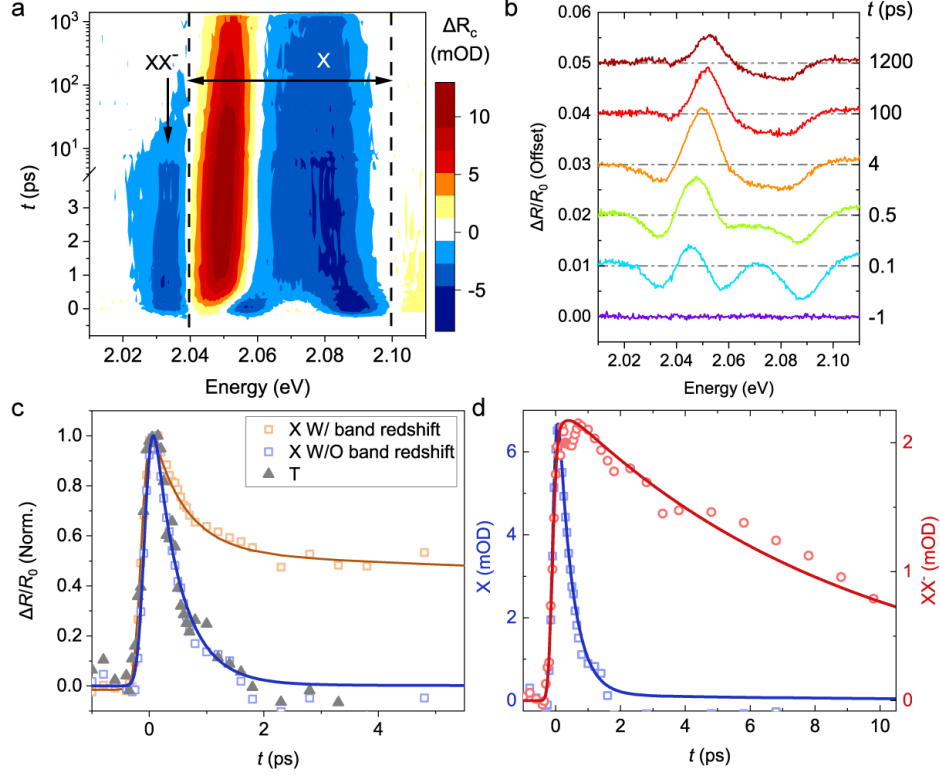 a
ΔRc
(mOD)
XX⁻
X
10²
10¹
3
2
1
0
t (ps)
10
5
0
-5
2.02 2.04 2.06 2.08 2.10
Energy (eV)
b
t (ps)
0.06
0.05
0.04
0.03
0.02
0.01
0.00
ΔR/R₀ (Offset)
1200
100
4
0.5
0.1
-1
2.02 2.04 2.06 2.08 2.10
Energy (eV)
c
X W/ band redshift
X W/O band redshift
T
1.0
0.8
0.6
0.4
0.2
0.0
ΔR/R₀ (Norm.)
0 2 4
t (ps)
d
6
4
2
0
X (mOD)
2
1
0
XX⁻ (mOD)
0 2 4 6 8 10
t (ps)